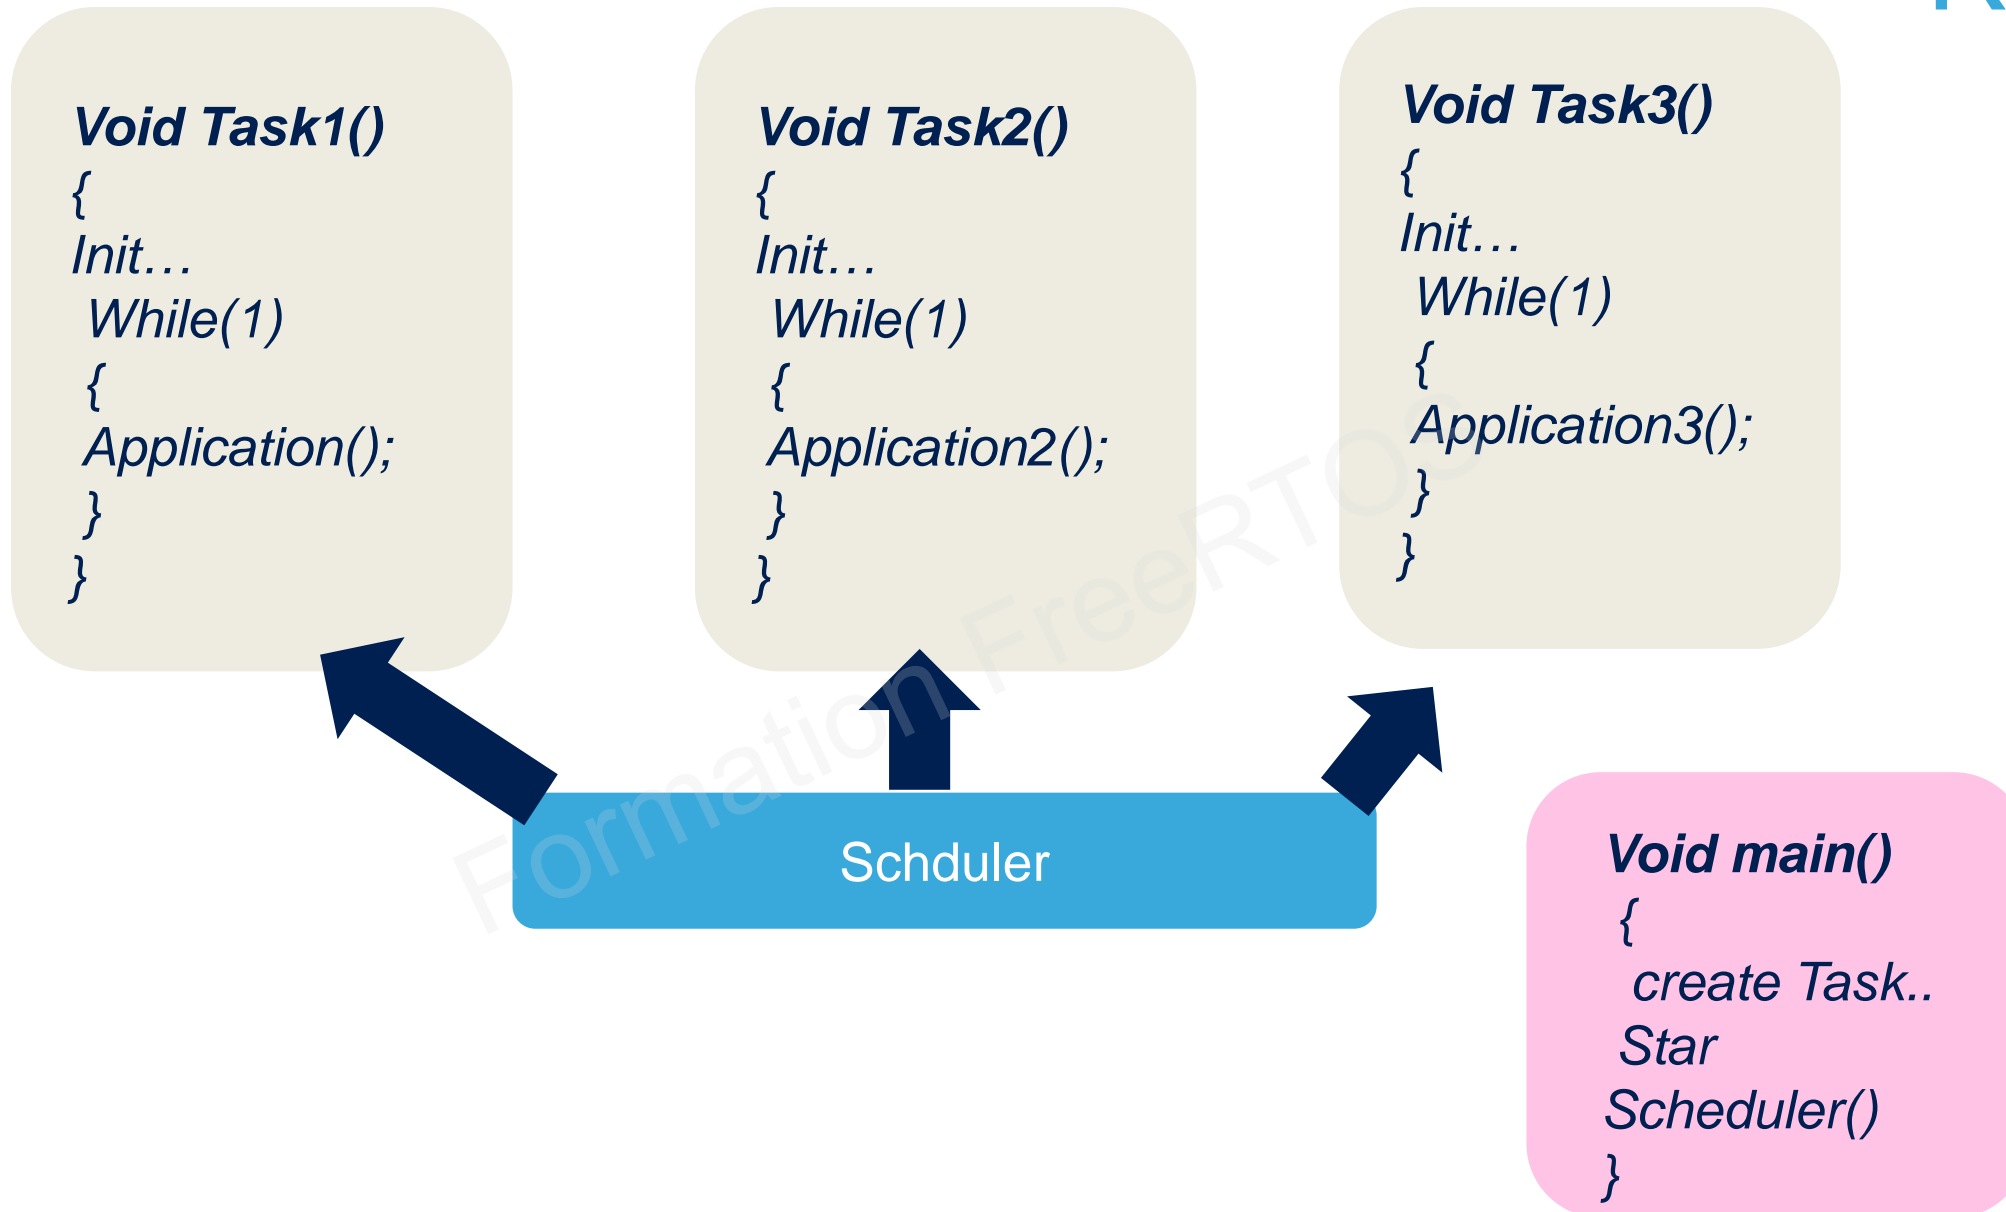 Void Task1()
{
Init…
While(1)
{
Application();
}
}
Void Task2()
{
Init…
While(1)
{
Application2();
}
}
Void Task3()
{
Init…
While(1)
{
Application3();
}
}
Schduler
Void main()
{
create Task..
Star
Scheduler()
}
Formation FreeRTOS